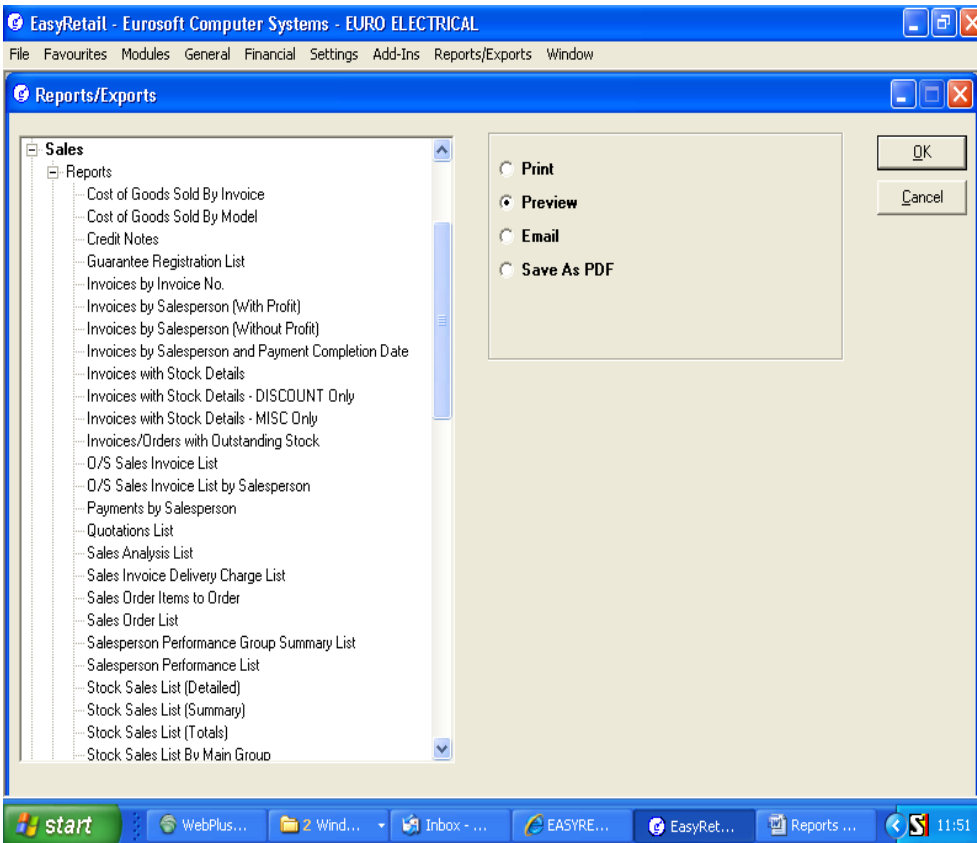 EasyRetail - Eurosoft Computer Systems - EURO ELECTRICAL
File Favourites Modules General Financial Settings Add-Ins Reports/Exports Window
Reports/Exports
Sales
Reports
Cost of Goods Sold By Invoice
Cost of Goods Sold By Model
Credit Notes
Guarantee Registration List
Invoices by Invoice No.
Invoices by Salesperson (With Profit)
Invoices by Salesperson (Without Profit)
Invoices by Salesperson and Payment Completion Date
Invoices with Stock Details
Invoices with Stock Details - DISCOUNT Only
Invoices with Stock Details - MISC Only
Invoices/Orders with Outstanding Stock
O/S Sales Invoice List
O/S Sales Invoice List by Salesperson
Payments by Salesperson
Quotations List
Sales Analysis List
Sales Invoice Delivery Charge List
Sales Order Items to Order
Sales Order List
Salesperson Performance Group Summary List
Salesperson Performance List
Stock Sales List (Detailed)
Stock Sales List (Summary)
Stock Sales List (Totals)
Stock Sales List By Main Group
Print
Preview
Email
Save As PDF
OK
Cancel
start WebPlus... 2 Wind... Inbox - ... EASYRE... EasyRet... Reports ... 11:51